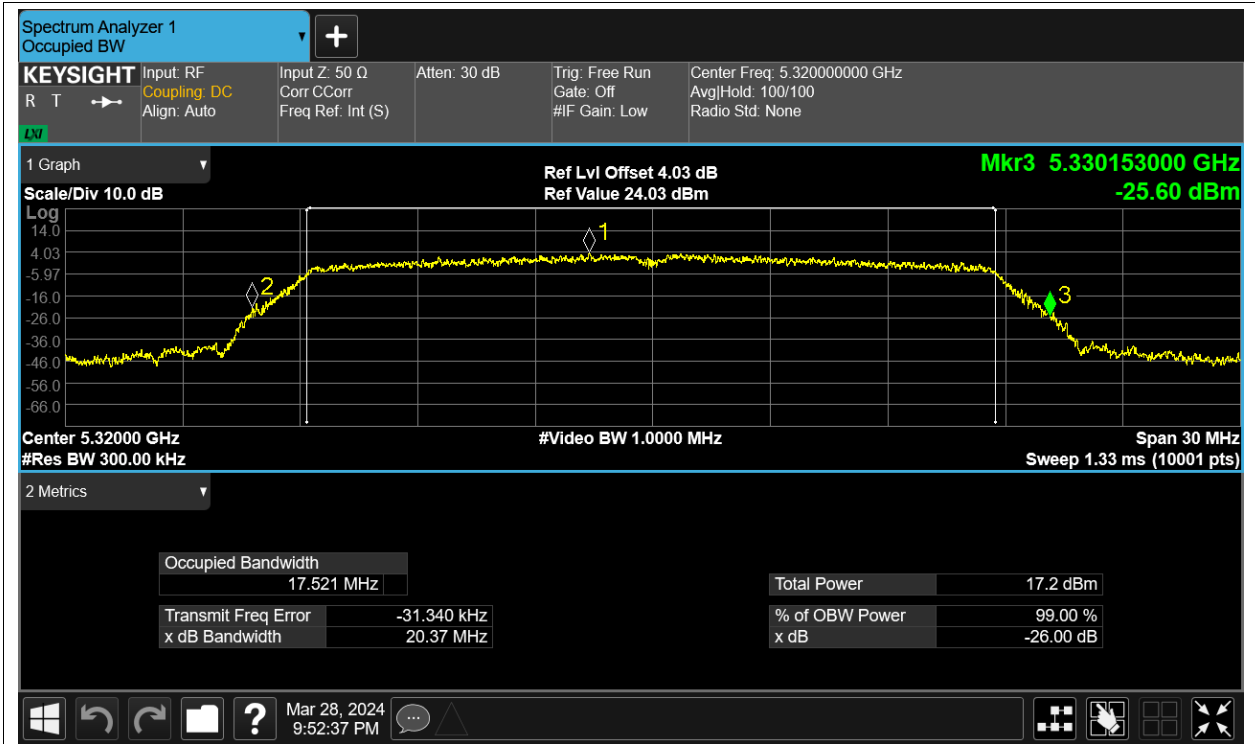 Spectrum Analyzer 1
Occupied BW
KEYSIGHT
R T
LXI
Input: RF
Coupling: DC
Align: Auto
Input Z: 50 Ω
Corr CCorr
Freq Ref: Int (S)
Atten: 30 dB
Trig: Free Run
Gate: Off
#IF Gain: Low
Center Freq: 5.320000000 GHz
Avg|Hold: 100/100
Radio Std: None
1 Graph
Scale/Div 10.0 dB
Ref Lvl Offset 4.03 dB
Ref Value 24.03 dBm
Mkr3 5.330153000 GHz
-25.60 dBm
Log
14.0
4.03
-5.97
-16.0
-26.0
-36.0
-46.0
-56.0
-66.0
1
2
3
Center 5.32000 GHz
#Video BW 1.0000 MHz
Span 30 MHz
#Res BW 300.00 kHz
Sweep 1.33 ms (10001 pts)
2 Metrics
Occupied Bandwidth
17.521 MHz
Transmit Freq Error -31.340 kHz
x dB Bandwidth 20.37 MHz
Total Power 17.2 dBm
% of OBW Power 99.00 %
x dB -26.00 dB
?
Mar 28, 2024
9:52:37 PM